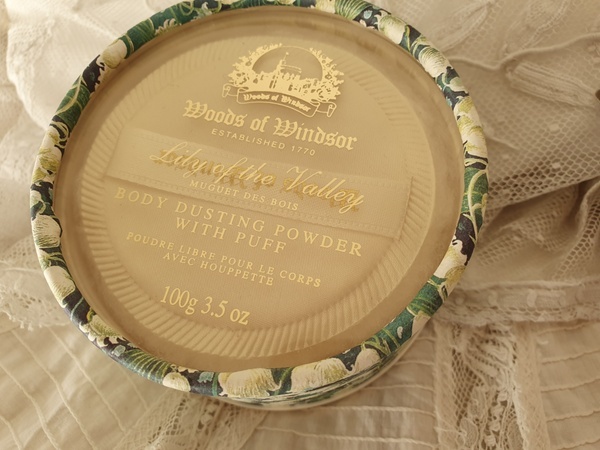 Woods of Windsor
Woods of Windsor
ESTABLISHED 1770
Lily of the Valley
MUGUET DES BOIS
BODY DUSTING POWDER
WITH PUFF
POUDRE LIBRE POUR LE CORPS
AVEC HOUPPETTE
100g 3.5 oz